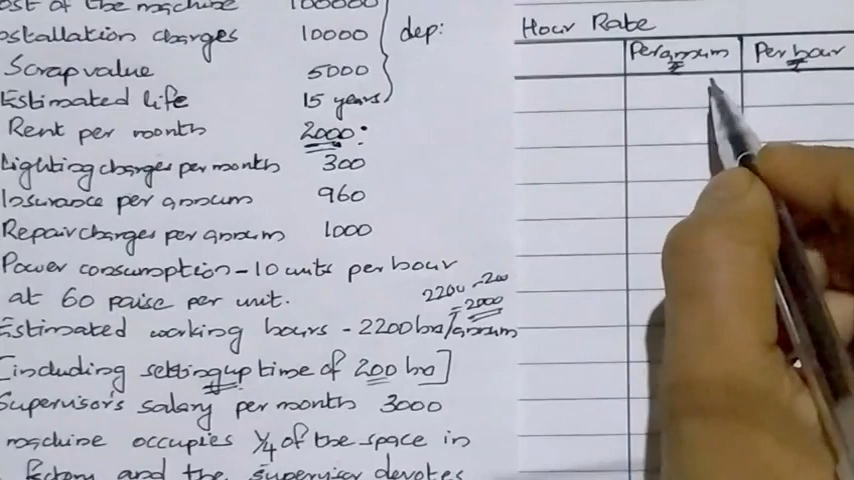 ost of the machine 100000
nstallation charges 10000
Scrap value 5000
Estimated life 15 years
dep:
Rent per month 2000:
Lighting charges per month 300
Insurance per annum 960
Repair charges per annum 1000
Power consumption - 10 units per hour
at 60 paise per unit.
2200 - 200
= 2000
Estimated working hours - 2200 hrs/annum
[including setting up time of 200 hrs]
Supervisor's salary per month 3000
machine occupies 1/4 of the space in
factory and the supervisor devotes
Hour Rate
Per annum Per hour
₹ ₹